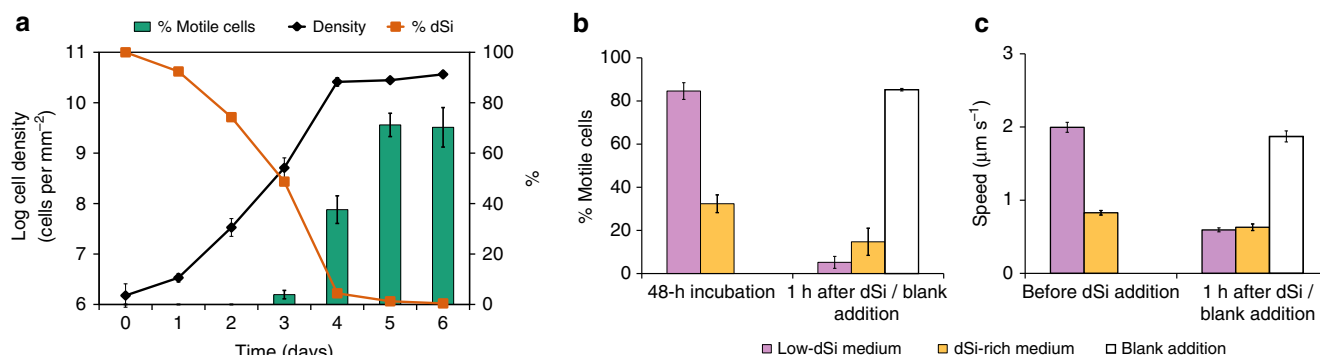 a
% Motile cells
Density
% dSi
11
10
9
8
7
6
Log cell density
(cells per mm−2)
100
80
60
40
20
0
%
0 1 2 3 4 5 6
Time (days)
b
80
60
40
20
0
% Motile cells
48-h incubation
1 h after dSi / blank
addition
c
3
2
1
0
Speed (μm s−1)
Before dSi addition
1 h after dSi /
blank addition
Low-dSi medium
dSi-rich medium
Blank addition